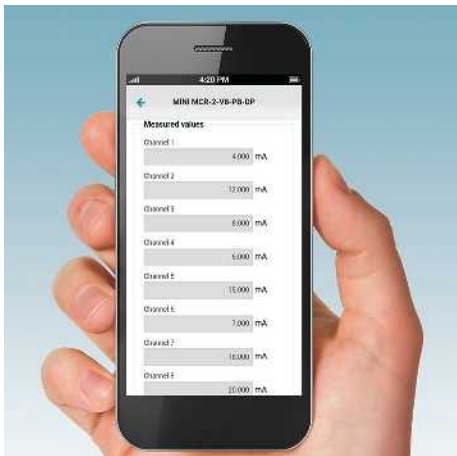 4:20 PM
MINI MCR-2-V8-PB-DP
Measured values
Channel 1
4.000 mA
Channel 2
12.000 mA
Channel 3
8.000 mA
Channel 4
6.000 mA
Channel 5
15.000 mA
Channel 6
7.000 mA
Channel 7
mA
Channel 8
20.000 mA